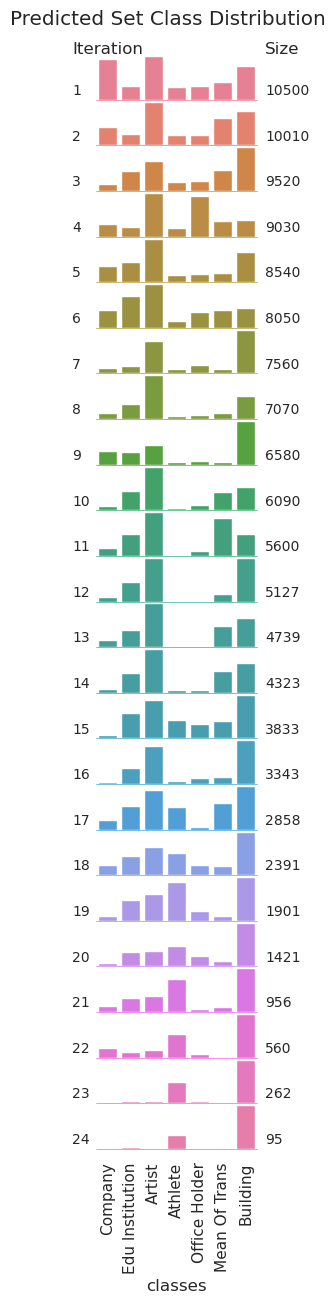 Predicted Set Class Distribution
Iteration Size
1 10500
2 10010
3 9520
4 9030
5 8540
6 8050
7 7560
8 7070
9 6580
10 6090
11 5600
12 5127
13 4739
14 4323
15 3833
16 3343
17 2858
18 2391
19 1901
20 1421
21 956
22 560
23 262
24 95
Company
Edu Institution
Artist
Athlete
Office Holder
Mean Of Trans
Building
classes